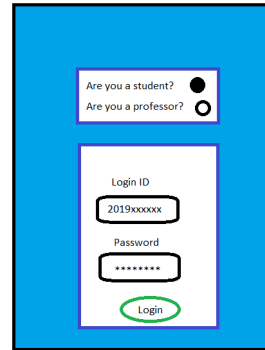 Are you a student?
Are you a professor?
Login ID
2019xxxxxx
Password
********
Login